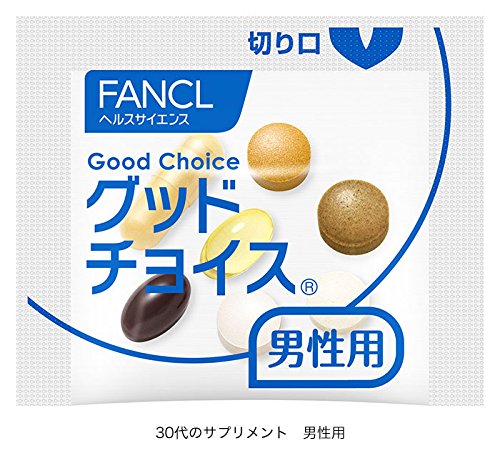 切り口
FANCL
ヘルスサイエンス
Good Choice
グッド
チョイス®
男性用
30代のサプリメント　男性用